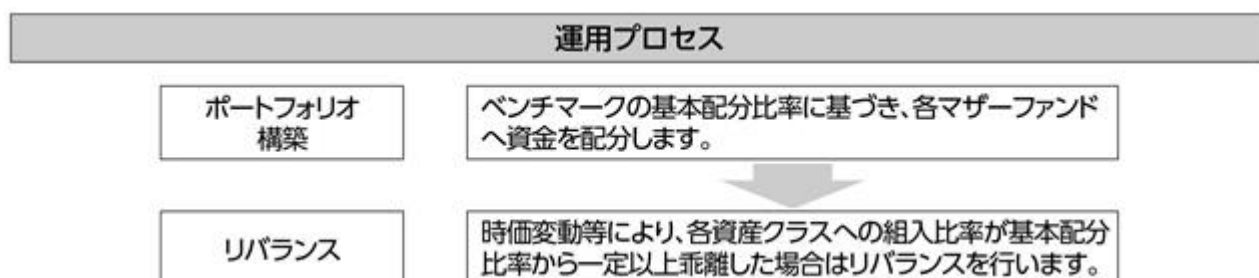 運用プロセス
ポートフォリオ
構築
ベンチマークの基本配分比率に基づき、各マザーファンド
へ資金を配分します。
リバランス
時価変動等により、各資産クラスへの組入比率が基本配分
比率から一定以上乖離した場合はリバランスを行います。